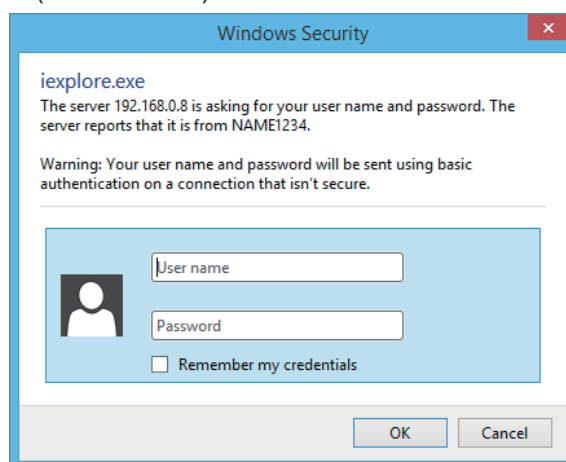 Windows Security
iexplore.exe
The server 192.168.0.8 is asking for your user name and password. The
server reports that it is from NAME1234.
Warning: Your user name and password will be sent using basic
authentication on a connection that isn't secure.
User name
Password
Remember my credentials
OK Cancel